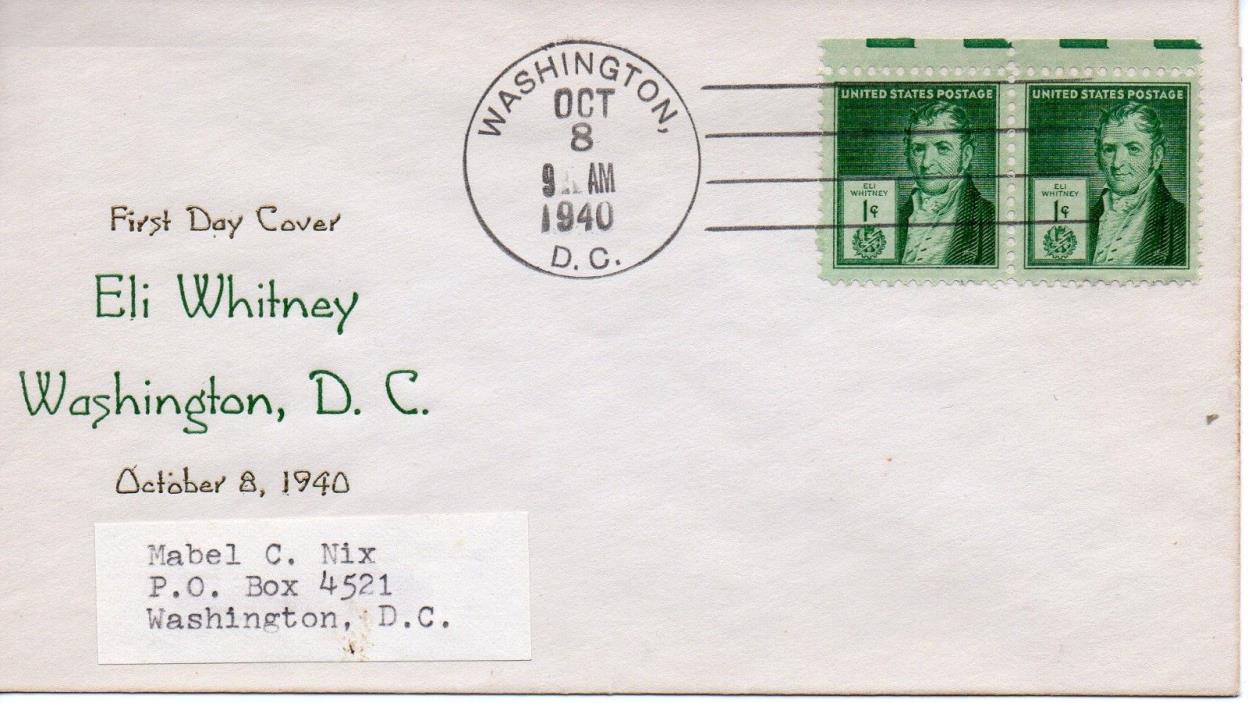 WASHINGTON,
OCT
8
9 AM
1940
D. C.
UNITED STATES POSTAGE
ELI
WHITNEY
1¢
UNITED STATES POSTAGE
ELI
WHITNEY
1¢
First Day Cover
Eli Whitney
Washington, D. C.
October 8, 1940
Mabel C. Nix
P.O. Box 4521
Washington, D.C.